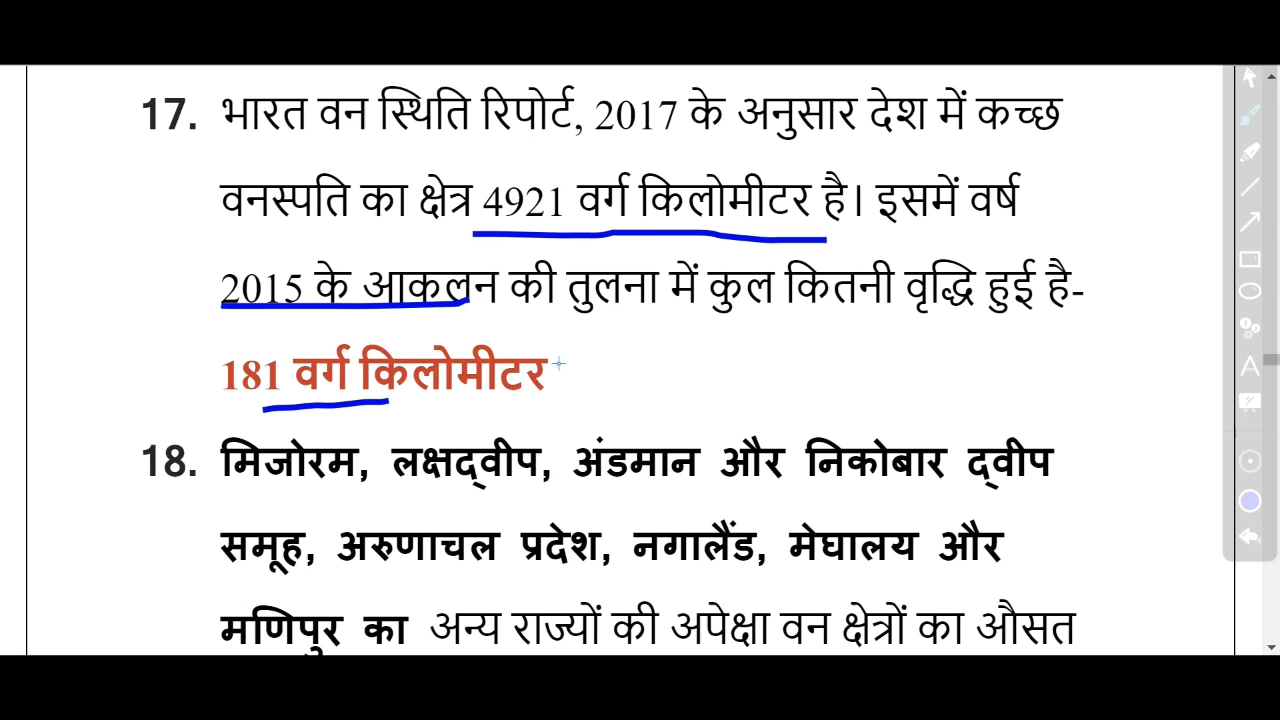 17. भारत वन स्थिति रिपोर्ट, 2017 के अनुसार देश में कच्छ
वनस्पति का क्षेत्र 4921 वर्ग किलोमीटर है। इसमें वर्ष
2015 के आकलन की तुलना में कुल कितनी वृद्धि हुई है-
181 वर्ग किलोमीटर
18. मिजोरम, लक्षद्वीप, अंडमान और निकोबार द्वीप
समूह, अरुणाचल प्रदेश, नगालैंड, मेघालय और
मणिपुर का अन्य राज्यों की अपेक्षा वन क्षेत्रों का औसत